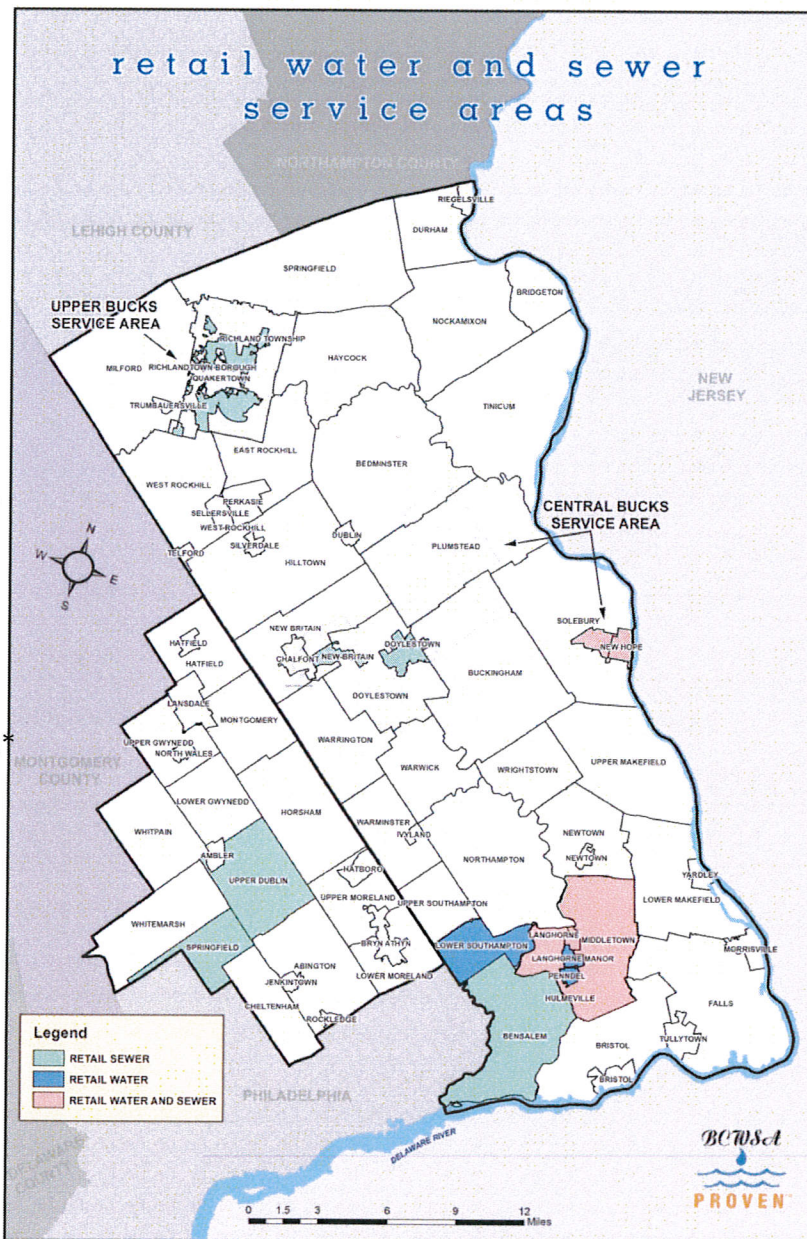 retail water and sewer
service areas
NORTHAMPTON COUNTY
RIEGELSVILLE
LEHIGH COUNTY
DURHAM
SPRINGFIELD
BRIDGETON
UPPER BUCKS
SERVICE AREA
NOCKAMIXON
RICHLAND TOWNSHIP
HAYCOCK
MILFORD
RICHLANDTOWN BOROUGH
QUAKERTOWN
NEW
JERSEY
TRUMBAUERSVILLE
TINICUM
EAST ROCKHILL
BEDMINSTER
WEST ROCKHILL
PERKASIE
SELLERSVILLE
CENTRAL BUCKS
SERVICE AREA
WEST ROCKHILL
SILVERDALE
DUBLIN
PLUMSTEAD
TELFORD
HILLTOWN
N
W
E
S
SOLEBURY
NEW HOPE
NEW BRITAIN
DOYLESTOWN
HATFIELD
CHALFONT
NEW BRITAIN
HATFIELD
BUCKINGHAM
DOYLESTOWN
LANSDALE
MONTGOMERY
WARRINGTON
UPPER GWYNEDD
NORTH WALES
MONTGOMERY
COUNTY
WARWICK
WRIGHTSTOWN
UPPER MAKEFIELD
LOWER GWYNEDD
HORSHAM
WHITPAIN
WARMINSTER
IVYLAND
NEWTOWN
NEWTOWN
AMBLER
HATBORO
NORTHAMPTON
YARDLEY
UPPER DUBLIN
UPPER MORELAND
UPPER SOUTHAMPTON
LOWER MAKEFIELD
WHITEMARSH
SPRINGFIELD
BRYN ATHYN
LOWER SOUTHAMPTON
LANGHORNE
MIDDLETOWN
MORRISVILLE
ABINGTON
LOWER MORELAND
LANGHORNE MANOR
JENKINTOWN
PENNDEL
CHELTENHAM
HULMEVILLE
FALLS
ROCKLEDGE
BENSALEM
BRISTOL
TULLYTOWN
BRISTOL
Legend
RETAIL SEWER
RETAIL WATER
RETAIL WATER AND SEWER
PHILADELPHIA
DELAWARE RIVER
DELAWARE
COUNTY
BCWSA
PROVEN
0 1.5 3 6 9 12
Miles